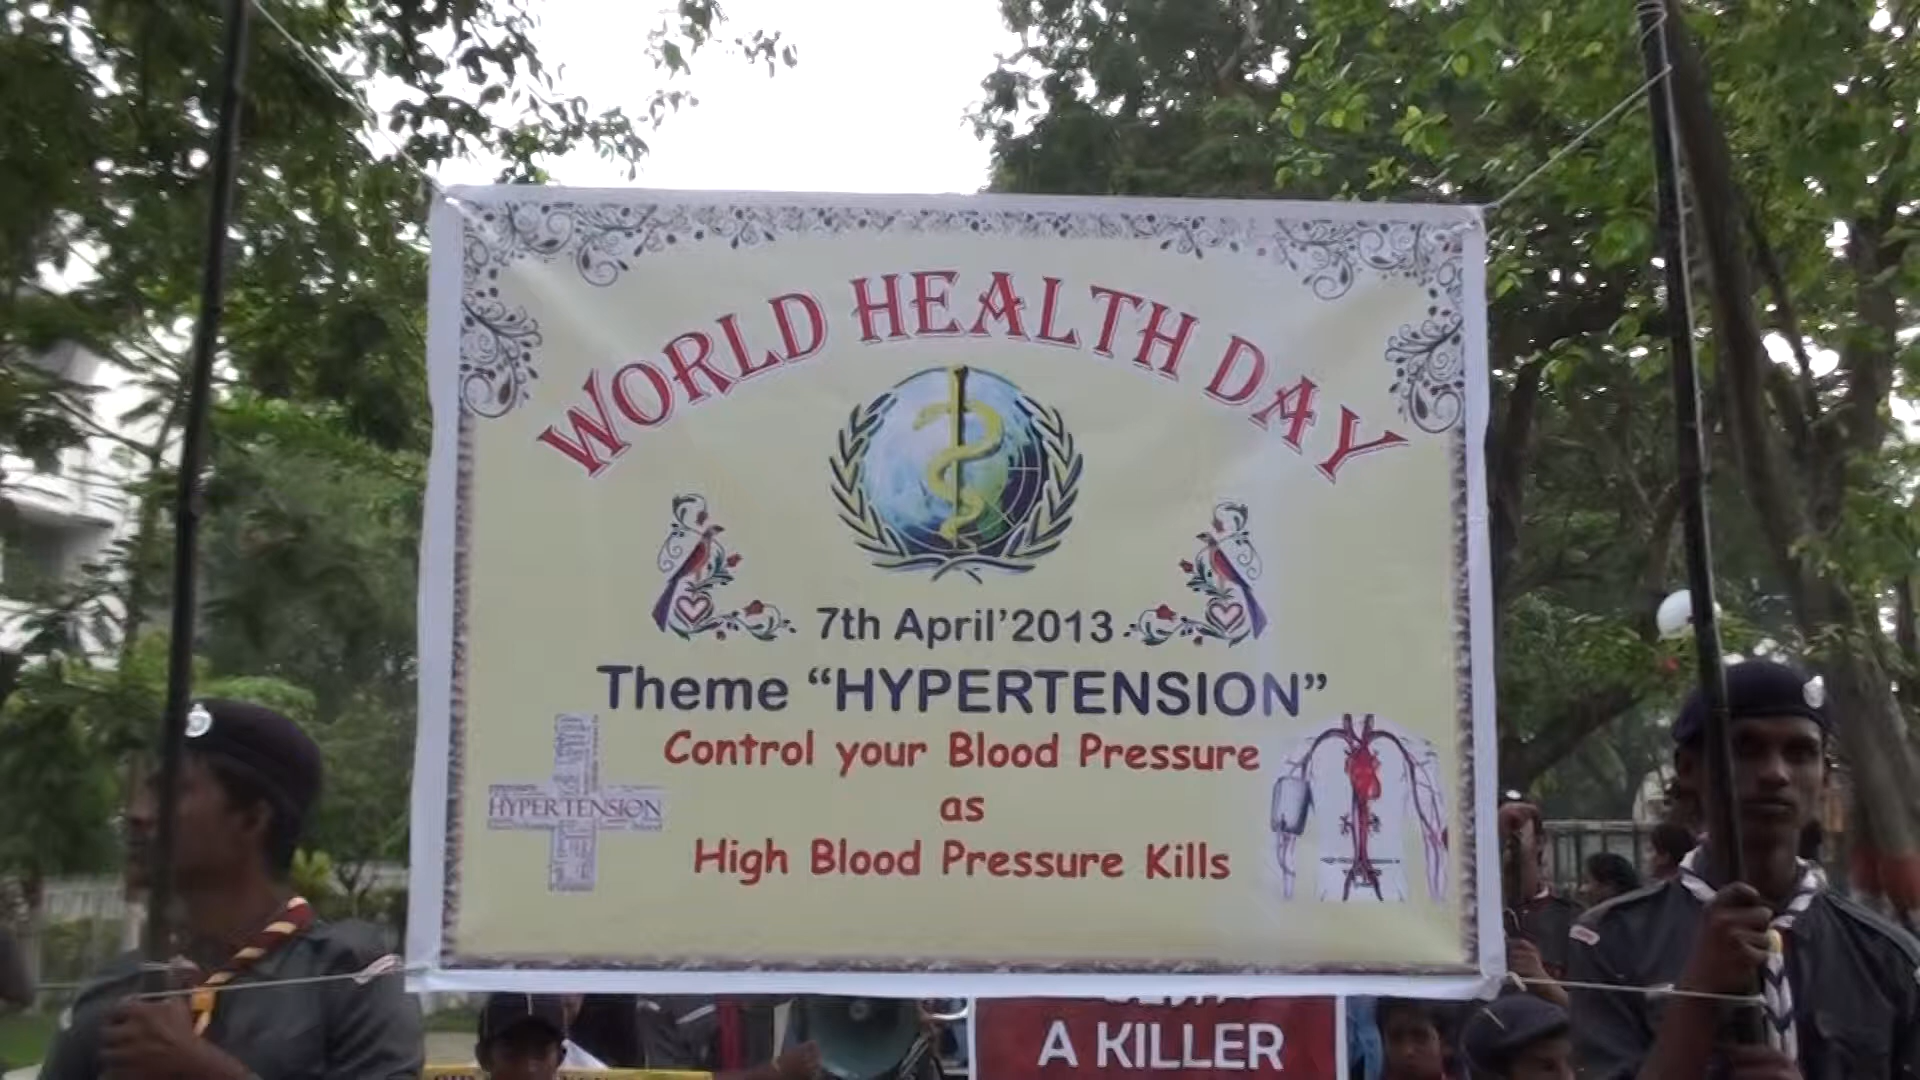 WORLD HEALTH DAY
7th April'2013
Theme “HYPERTENSION”
Control your Blood Pressure
as
High Blood Pressure Kills
HYPERTENSION
A KILLER